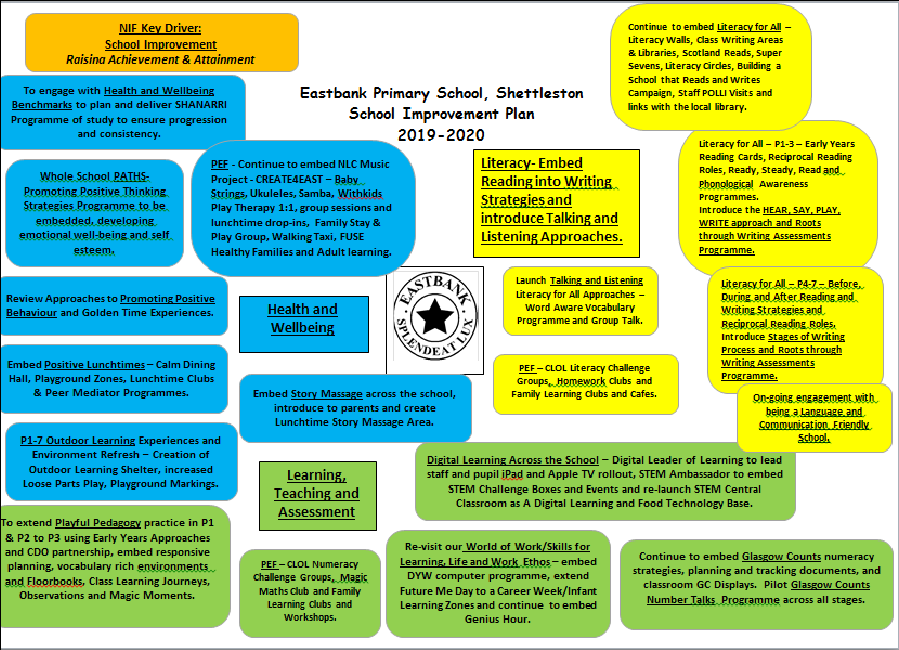 NIF Key Driver:
School Improvement
Raising Achievement & Attainment
Eastbank Primary School, Shettleston
School Improvement Plan
2019-2020
Continue to embed Literacy for All –
Literacy Walls, Class Writing Areas
& Libraries, Scotland Reads, Super
Sevens, Literacy Circles, Building a
School that Reads and Writes
Campaign, Staff POLLI Visits and
links with the local library.
To engage with Health and Wellbeing
Benchmarks to plan and deliver SHANARRI
Programme of study to ensure progression
and consistency.
Whole School PATHS-
Promoting Positive Thinking
Strategies Programme to be
embedded, developing
emotional well-being and self
esteem.
PEF - Continue to embed NLC Music
Project - CREATE4EAST – Baby
Strings, Ukuleles, Samba, Withkids
Play Therapy 1:1, group sessions and
lunchtime drop-ins, Family Stay &
Play Group, Walking Taxi, FUSE
Healthy Families and Adult learning.
Literacy- Embed
Reading into Writing
Strategies and
introduce Talking and
Listening Approaches.
Literacy for All – P1-3 – Early Years
Reading Cards, Reciprocal Reading
Roles, Ready, Steady, Read and
Phonological Awareness
Programmes.
Introduce the HEAR, SAY, PLAY,
WRITE approach and Roots
through Writing Assessments
Programme.
Review Approaches to Promoting Positive
Behaviour and Golden Time Experiences.
Health and
Wellbeing
EASTBANK
SPLENDEAT LUX
Launch Talking and Listening
Literacy for All Approaches –
Word Aware Vocabulary
Programme and Group Talk.
Literacy for All – P4-7 – Before,
During and After Reading and
Writing Strategies and
Reciprocal Reading Roles.
Introduce Stages of Writing
Process and Roots through
Writing Assessments
Programme.
Embed Positive Lunchtimes – Calm Dining
Hall, Playground Zones, Lunchtime Clubs
& Peer Mediator Programmes.
Embed Story Massage across the school,
introduce to parents and create
Lunchtime Story Massage Area.
PEF – CLOL Literacy Challenge
Groups, Homework Clubs and
Family Learning Clubs and Cafes.
On-going engagement with
being a Language and
Communication, Friendly
School.
P1-7 Outdoor Learning Experiences and
Environment Refresh – Creation of
Outdoor Learning Shelter, increased
Loose Parts Play, Playground Markings.
Learning,
Teaching and
Assessment
Digital Learning Across the School – Digital Leader of Learning to lead
staff and pupil iPad and Apple TV rollout, STEM Ambassador to embed
STEM Challenge Boxes and Events and re-launch STEM Central
Classroom as A Digital Learning and Food Technology Base.
To extend Playful Pedagogy practice in P1
& P2 to P3 using Early Years Approaches
and CDO partnership, embed responsive
planning, vocabulary rich environments
and Floorbooks, Class Learning Journeys,
Observations and Magic Moments.
PEF – CLOL Numeracy
Challenge Groups, Magic
Maths Club and Family
Learning Clubs and
Workshops.
Re-visit our World of Work/Skills for
Learning, Life and Work Ethos – embed
DYW computer programme, extend
Future Me Day to a Career Week/Infant
Learning Zones and continue to embed
Genius Hour.
Continue to embed Glasgow Counts numeracy
strategies, planning and tracking documents, and
classroom GC Displays. Pilot Glasgow Counts
Number Talks Programme across all stages.